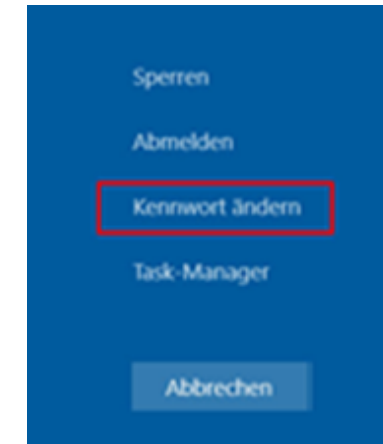 Sperren
Abmelden
Kennwort ändern
Task-Manager
Abbrechen